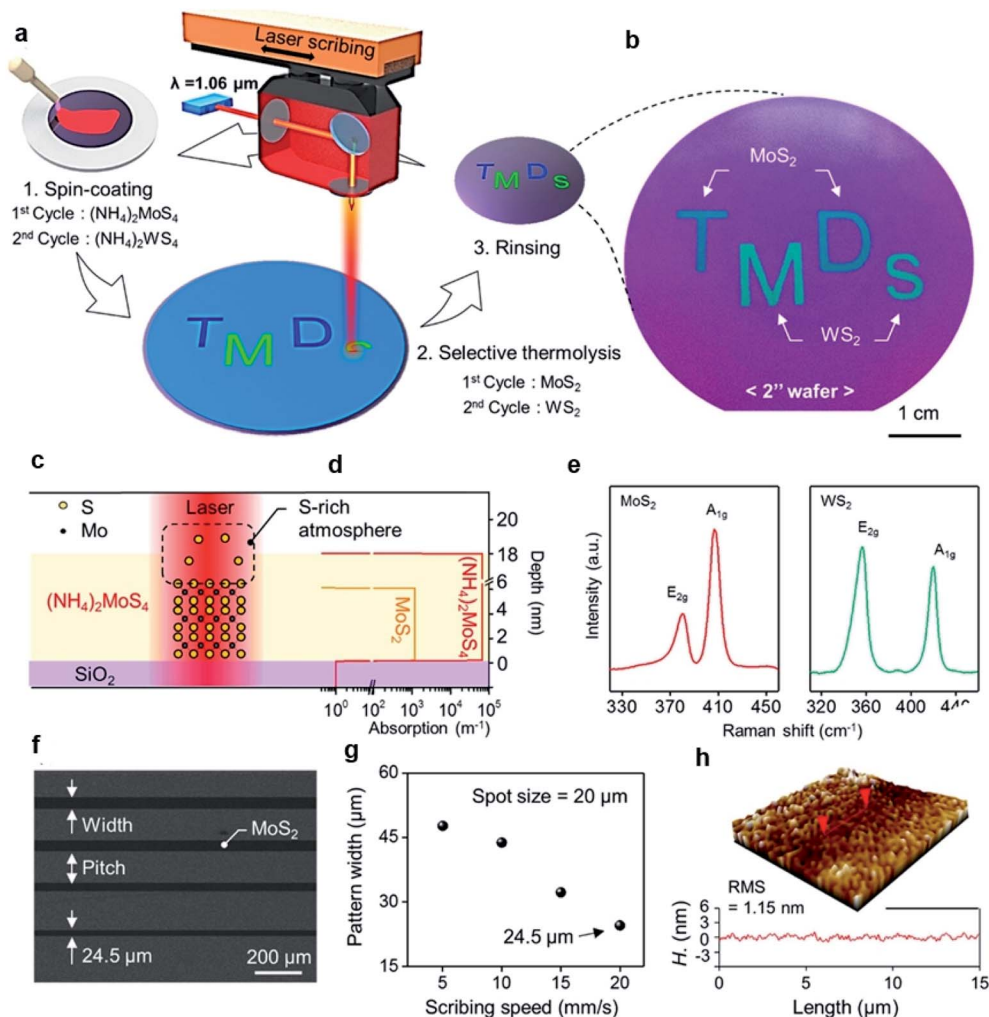 a
Laser scribing
λ =1.06 µm
1. Spin-coating
1st Cycle : (NH4)2MoS4
2nd Cycle : (NH4)2WS4
T M D S
2. Selective thermolysis
1st Cycle : MoS2
2nd Cycle : WS2
T M D S
3. Rinsing
b
MoS2
T M D S
WS2
< 2” wafer >
1 cm
c
S
Mo
Laser
S-rich
atmosphere
(NH4)2MoS4
SiO2
d
MoS2
(NH4)2MoS4
20
18
6
4
2
0
Depth (nm)
10^0 10^2 10^3 10^4 10^5
Absorption (m-1)
e
Intensity (a.u.)
MoS2
E2g
A1g
330 370 410 450
WS2
E2g
A1g
310 360 400 440
Raman shift (cm-1)
f
Width
MoS2
Pitch
24.5 µm
200 µm
g
Pattern width (µm)
60
45
30
15
Spot size = 20 µm
24.5 µm
5 10 15 20
Scribing speed (mm/s)
h
RMS
= 1.15 nm
H. (nm)
6
3
0
-3
0 5 10 15
Length (µm)